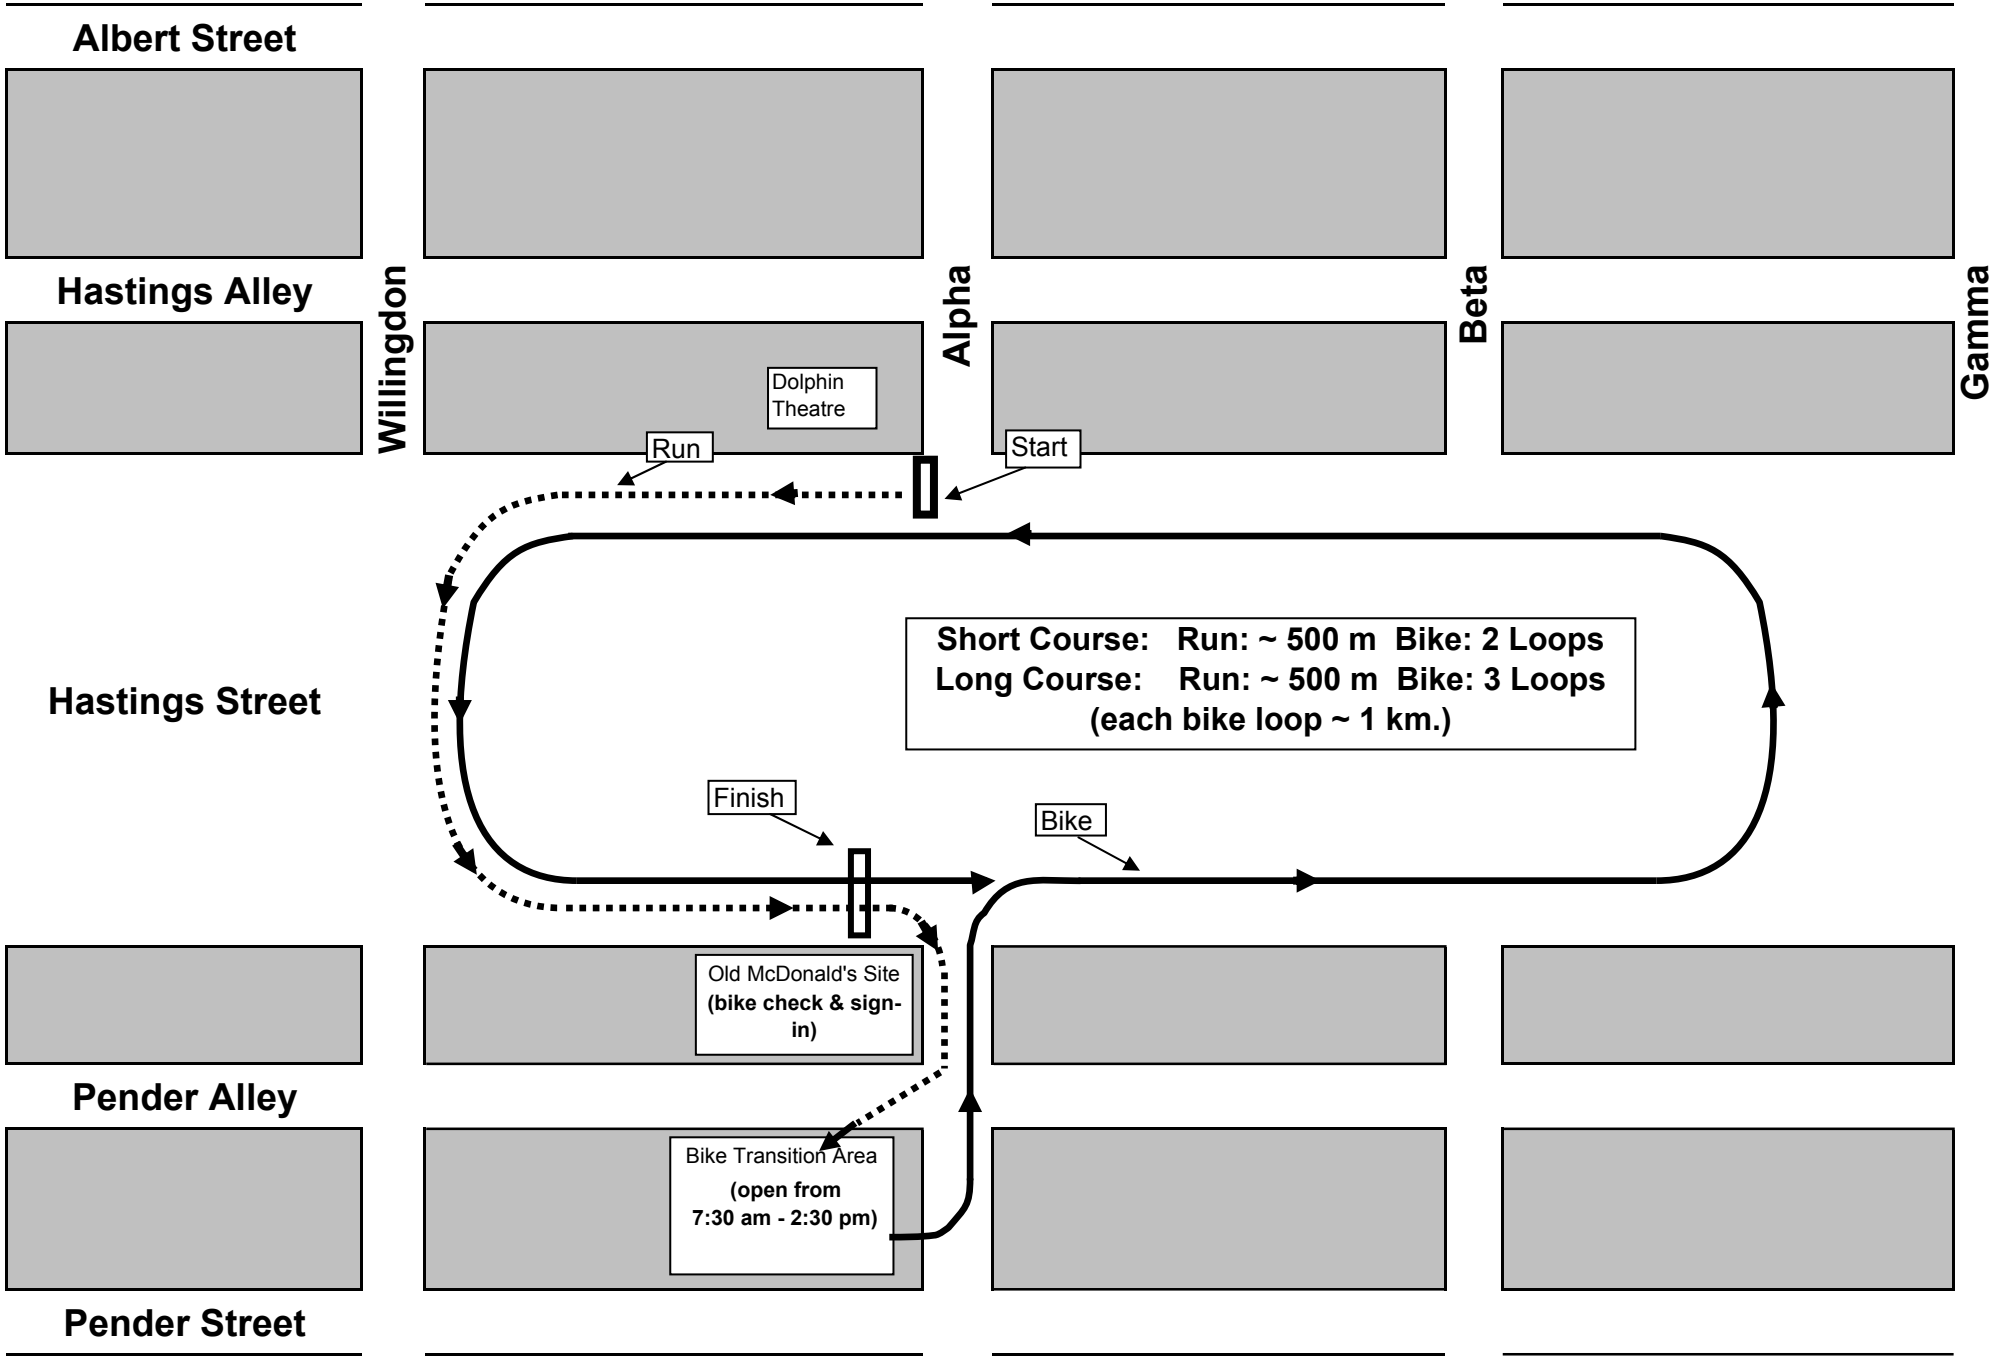 Albert Street
Hastings Alley
Willingdon
Alpha
Beta
Gamma
Dolphin
Theatre
Run
Start
Short Course: Run: ~ 500 m Bike: 2 Loops
Long Course: Run: ~ 500 m Bike: 3 Loops
(each bike loop ~ 1 km.)
Hastings Street
Finish
Bike
Old McDonald's Site
(bike check & sign-
in)
Pender Alley
Bike Transition Area
(open from
7:30 am - 2:30 pm)
Pender Street